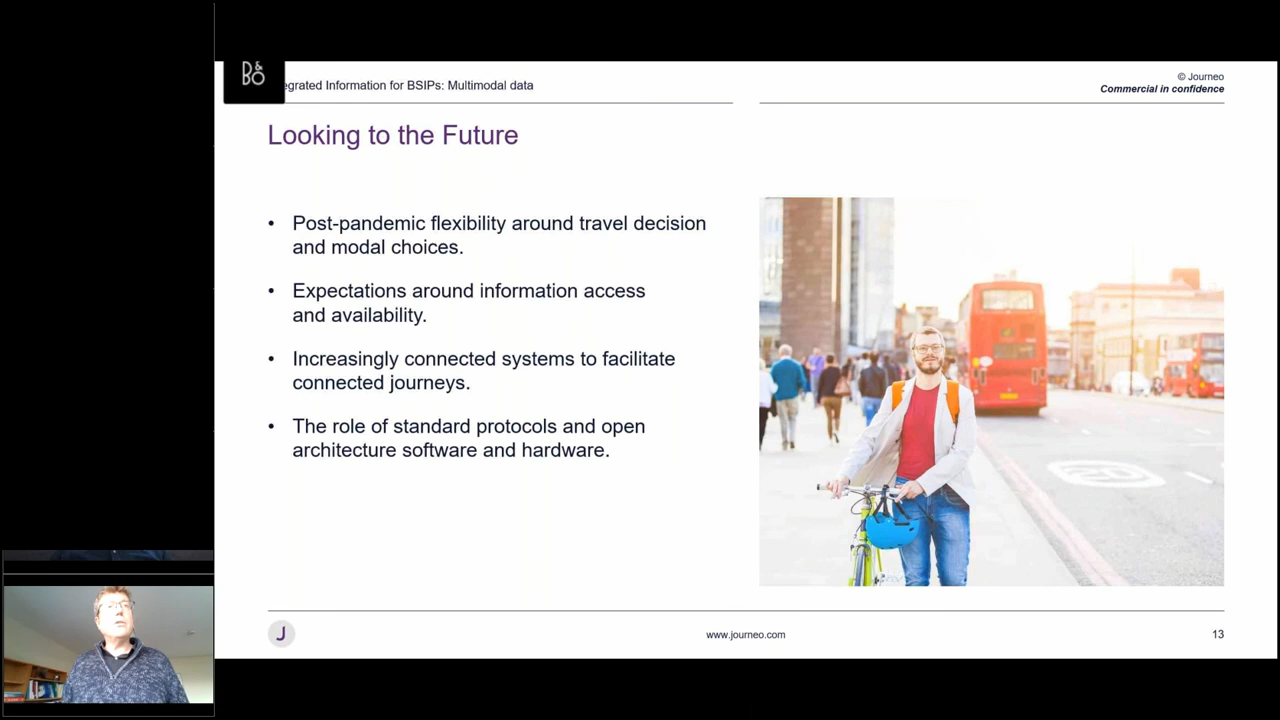 B&O
egrated Information for BSIPs: Multimodal data
© Journeo
Commercial in confidence
Looking to the Future
• Post-pandemic flexibility around travel decision
and modal choices.
• Expectations around information access
and availability.
• Increasingly connected systems to facilitate
connected journeys.
• The role of standard protocols and open
architecture software and hardware.
J
www.journeo.com
13